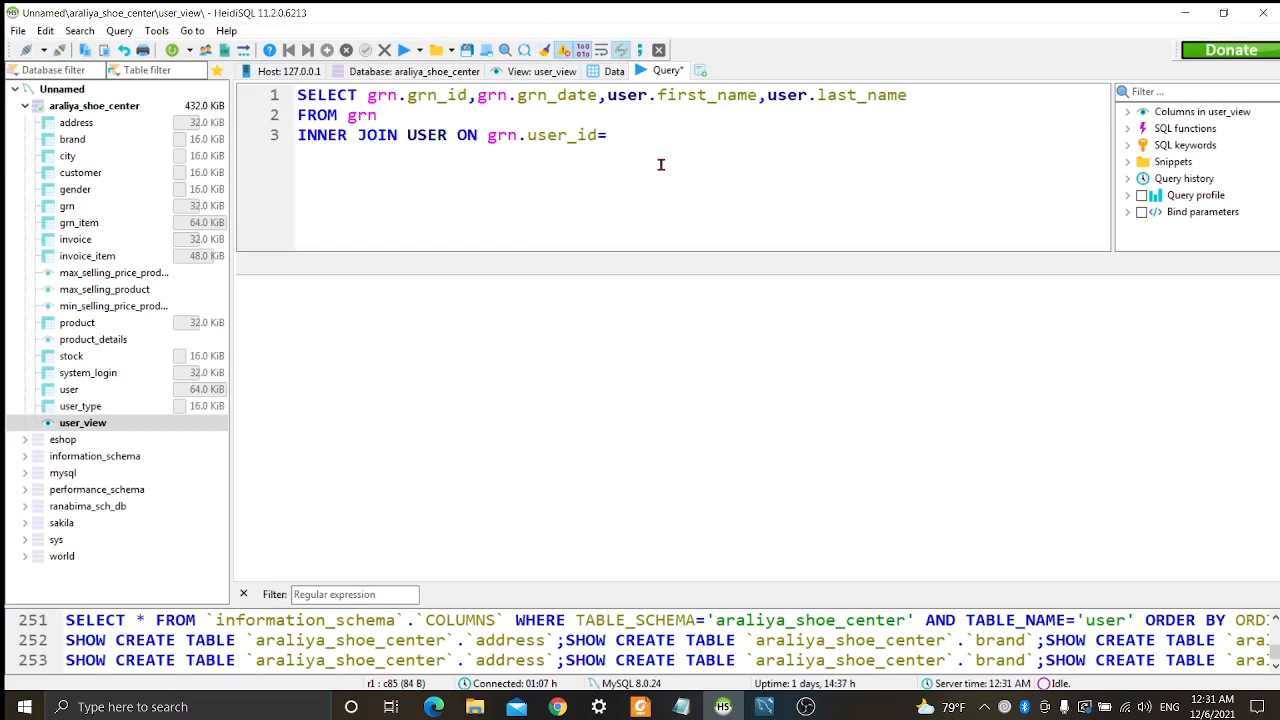 Unnamed\araliya_shoe_center\user_view\ - HeidiSQL 11.2.0.6213
File Edit Search Query Tools Go to Help
Donate
Database filter Table filter Host: 127.0.0.1 Database: araliya_shoe_center View: user_view Data Query*
Unnamed
araliya_shoe_center 432.0 KiB
address 32.0 KiB
brand 16.0 KiB
city 16.0 KiB
customer 32.0 KiB
gender 16.0 KiB
grn 32.0 KiB
grn_item 64.0 KiB
invoice 32.0 KiB
invoice_item 48.0 KiB
max_selling_price_prod...
max_selling_product
min_selling_price_prod...
product 32.0 KiB
product_details
stock 16.0 KiB
system_login 32.0 KiB
user 64.0 KiB
user_type 16.0 KiB
user_view
eshop
information_schema
mysql
performance_schema
ranabima_sch_db
sakila
sys
world
1 SELECT grn.grn_id,grn.grn_date,user.first_name,user.last_name
2 FROM grn
3 INNER JOIN USER ON grn.user_id=
Filter ...
Columns in user_view
SQL functions
SQL keywords
Snippets
Query history
Query profile
Bind parameters
Filter: Regular expression
251 SELECT * FROM `information_schema`.`COLUMNS` WHERE TABLE_SCHEMA='araliya_shoe_center' AND TABLE_NAME='user' ORDER BY ORDI
252 SHOW CREATE TABLE `araliya_shoe_center`.`address`;SHOW CREATE TABLE `araliya_shoe_center`.`brand`;SHOW CREATE TABLE `aral
253 SHOW CREATE TABLE `araliya_shoe_center`.`address`;SHOW CREATE TABLE `araliya_shoe_center`.`brand`;SHOW CREATE TABLE `aral
r1 : c85 (84 B) Connected: 01:07 h MySQL 8.0.24 Uptime: 1 days, 14:37 h Server time: 12:31 AM Idle.
Type here to search 79°F 12:31 AM
12/6/2021